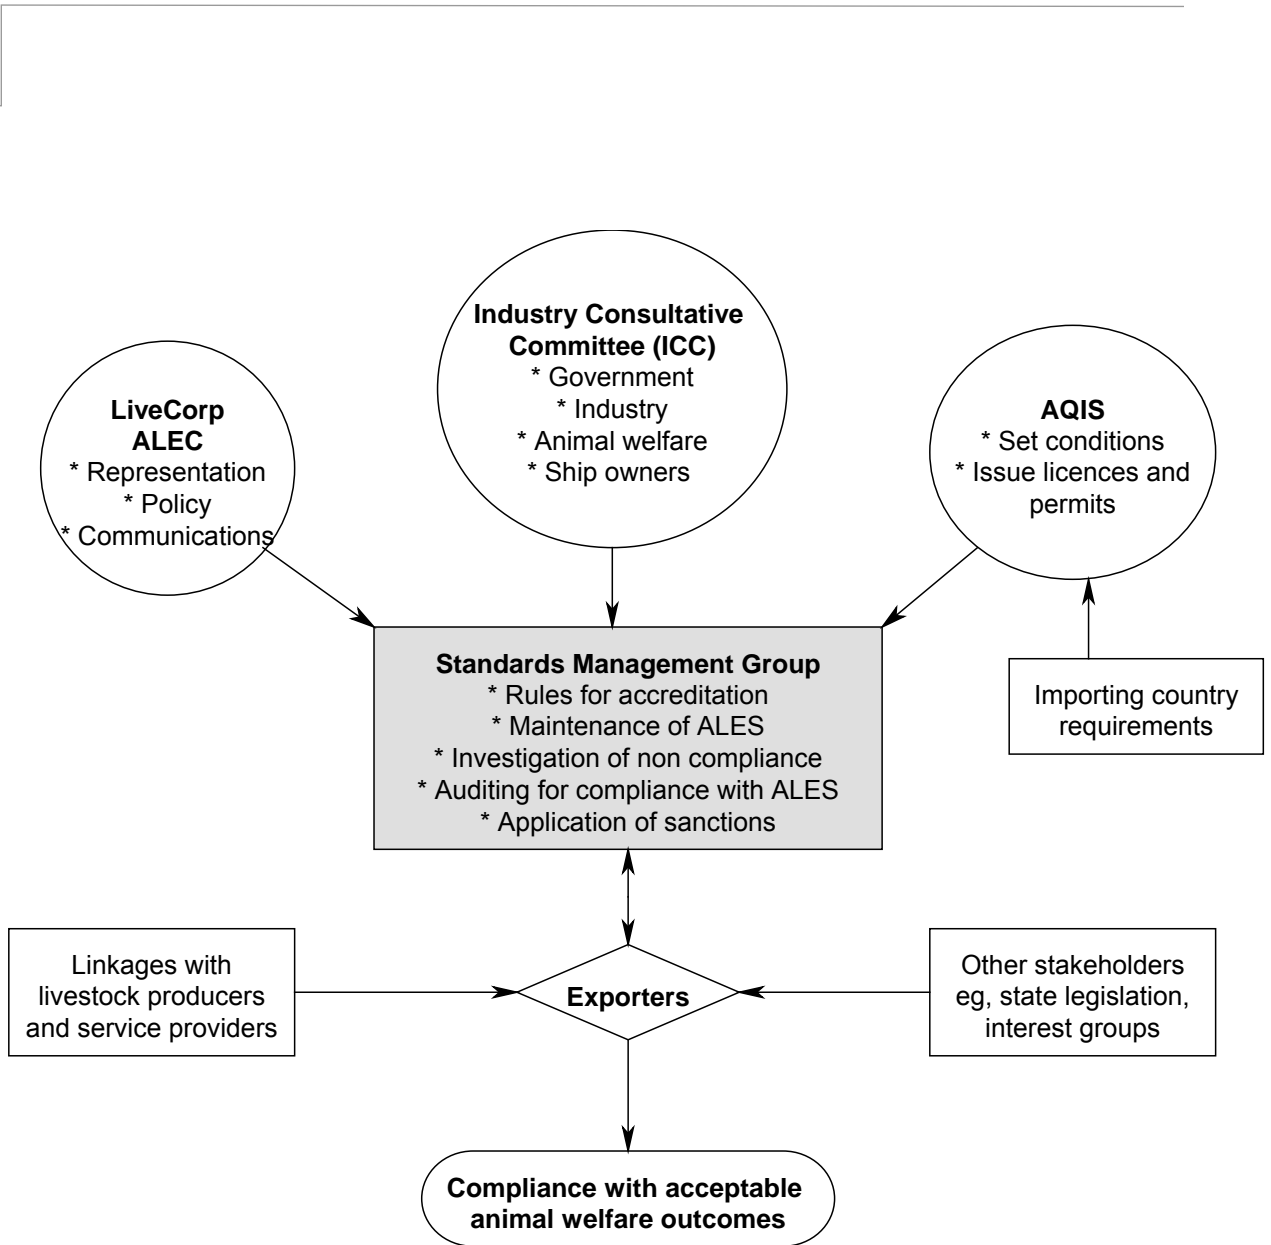 Industry Consultative
Committee (ICC)
* Government
* Industry
* Animal welfare
* Ship owners
LiveCorp
ALEC
* Representation
* Policy
* Communications
AQIS
* Set conditions
* Issue licences and
permits
Standards Management Group
* Rules for accreditation
* Maintenance of ALES
* Investigation of non compliance
* Auditing for compliance with ALES
* Application of sanctions
Importing country
requirements
Linkages with
livestock producers
and service providers
Exporters
Other stakeholders
eg, state legislation,
interest groups
Compliance with acceptable
animal welfare outcomes